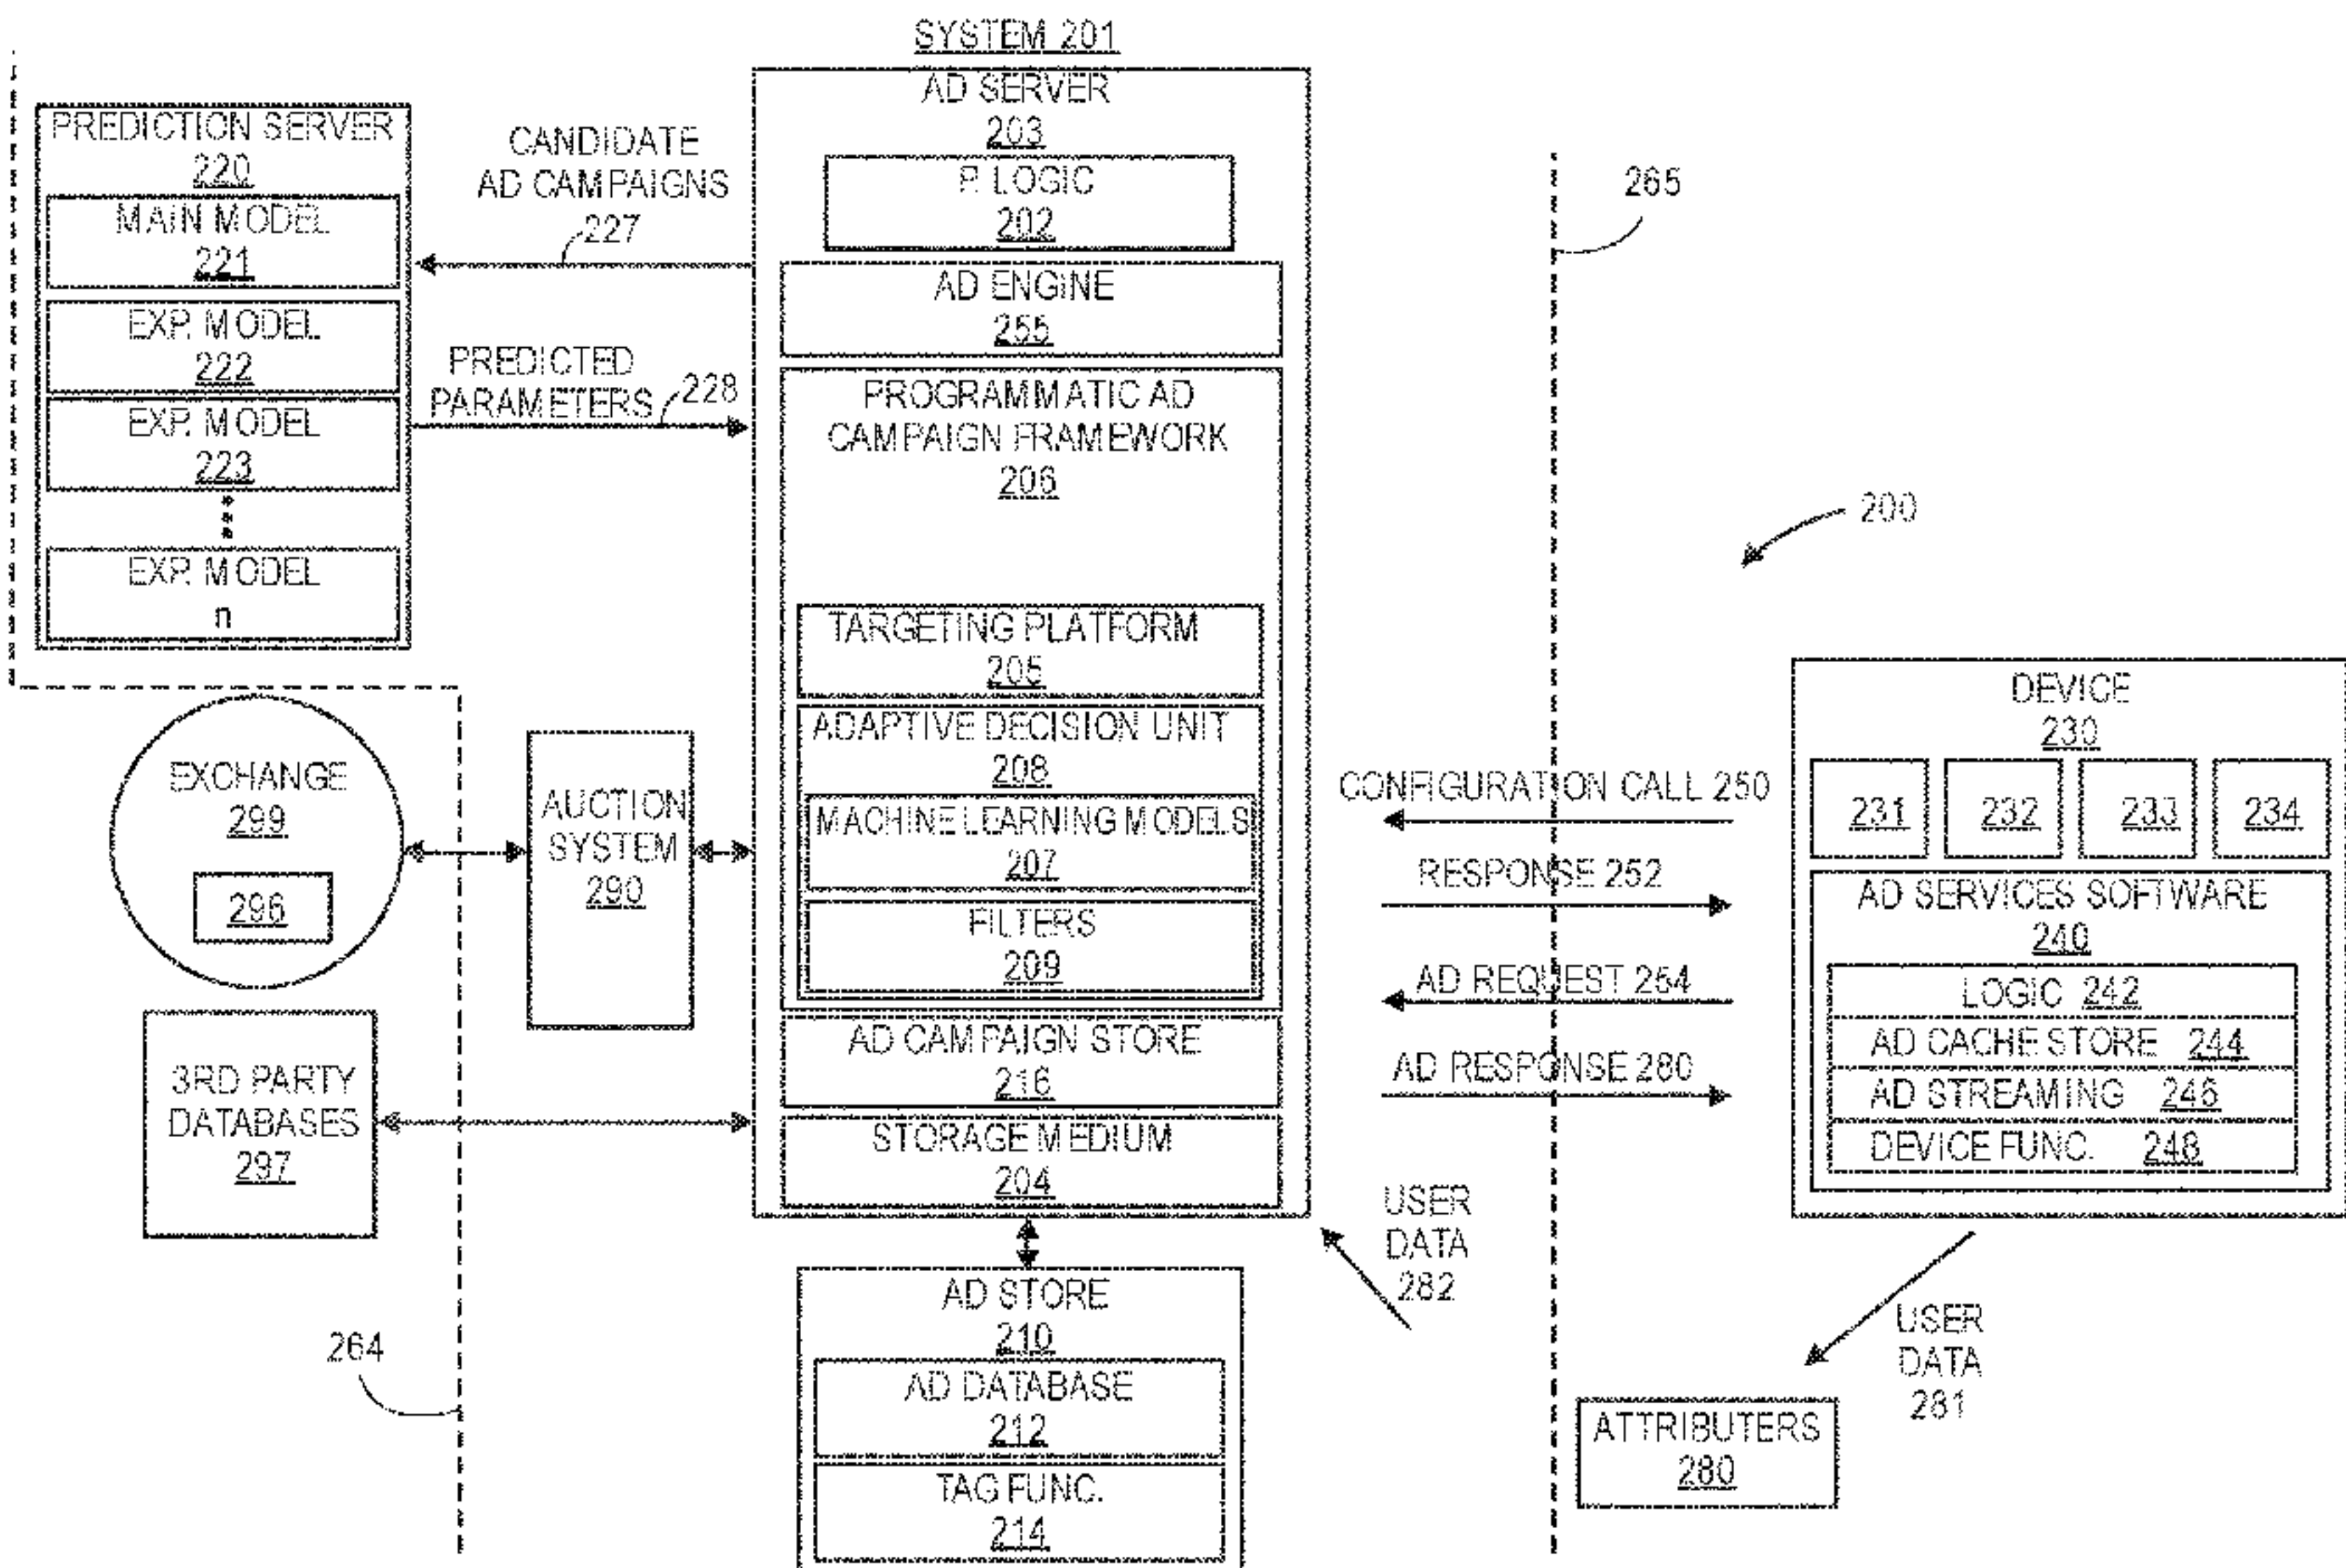 SYSTEM 201
PREDICTION SERVER
220
MAIN MODEL
221
EXP. MODEL
222
EXP. MODEL
223
EXP. MODEL
n
CANDIDATE
AD CAMPAIGNS
227
PREDICTED
PARAMETERS
228
AD SERVER
203
P. LOGIC
202
AD ENGINE
255
PROGRAMMATIC AD
CAMPAIGN FRAMEWORK
206
TARGETING PLATFORM
205
ADAPTIVE DECISION UNIT
208
MACHINE LEARNING MODELS
207
FILTERS
209
AD CAMPAIGN STORE
216
STORAGE MEDIUM
204
EXCHANGE
299
296
AUCTION
SYSTEM
290
3RD PARTY
DATABASES
297
264
AD STORE
210
AD DATABASE
212
TAG FUNC.
214
265
200
CONFIGURATION CALL 250
RESPONSE 252
AD REQUEST 254
AD RESPONSE 280
USER
DATA
282
DEVICE
230
231
232
233
234
AD SERVICES SOFTWARE
240
LOGIC 242
AD CACHE STORE 244
AD STREAMING 246
DEVICE FUNC. 248
USER
DATA
281
ATTRIBUTERS
280